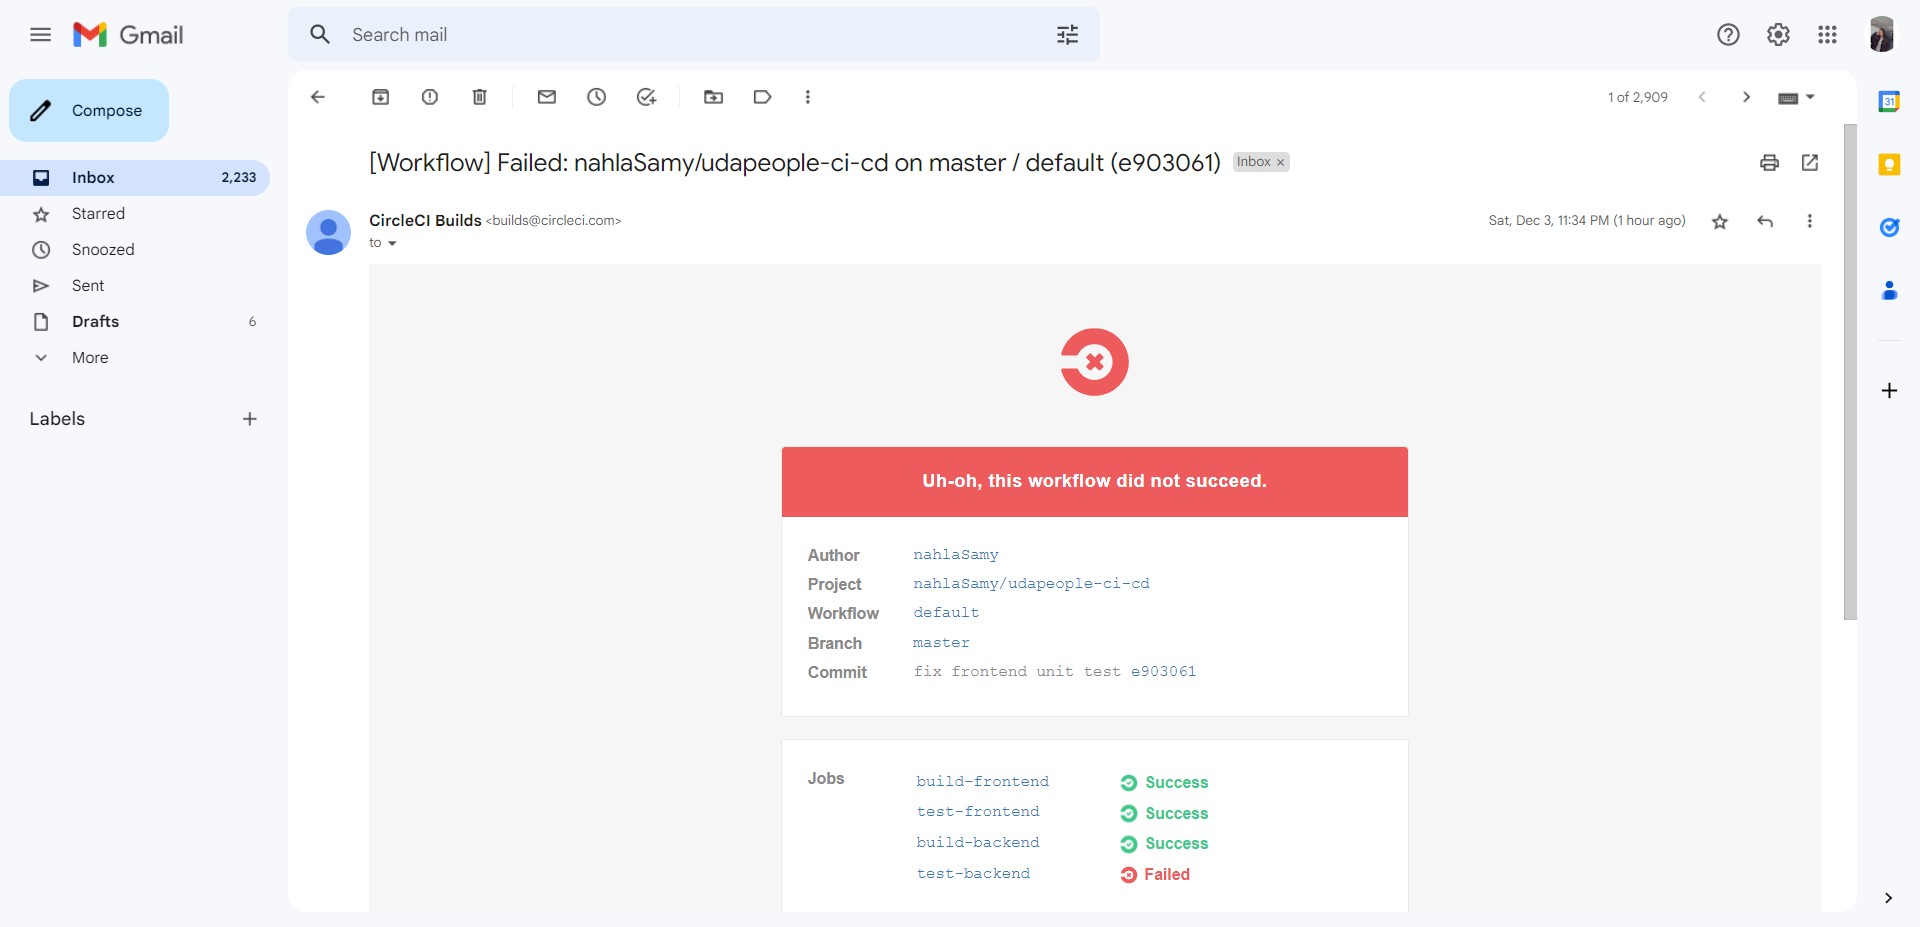 Gmail
Search mail
Compose
1 of 2,909
Inbox 2,233
Starred
Snoozed
Sent
Drafts 6
More
Labels
[Workflow] Failed: nahlaSamy/udapeople-ci-cd on master / default (e903061) Inbox ×
CircleCI Builds <builds@circleci.com> Sat, Dec 3, 11:34 PM (1 hour ago)
to
Uh-oh, this workflow did not succeed.
Author nahlaSamy
Project nahlaSamy/udapeople-ci-cd
Workflow default
Branch master
Commit fix frontend unit test e903061
Jobs build-frontend Success
test-frontend Success
build-backend Success
test-backend Failed
31